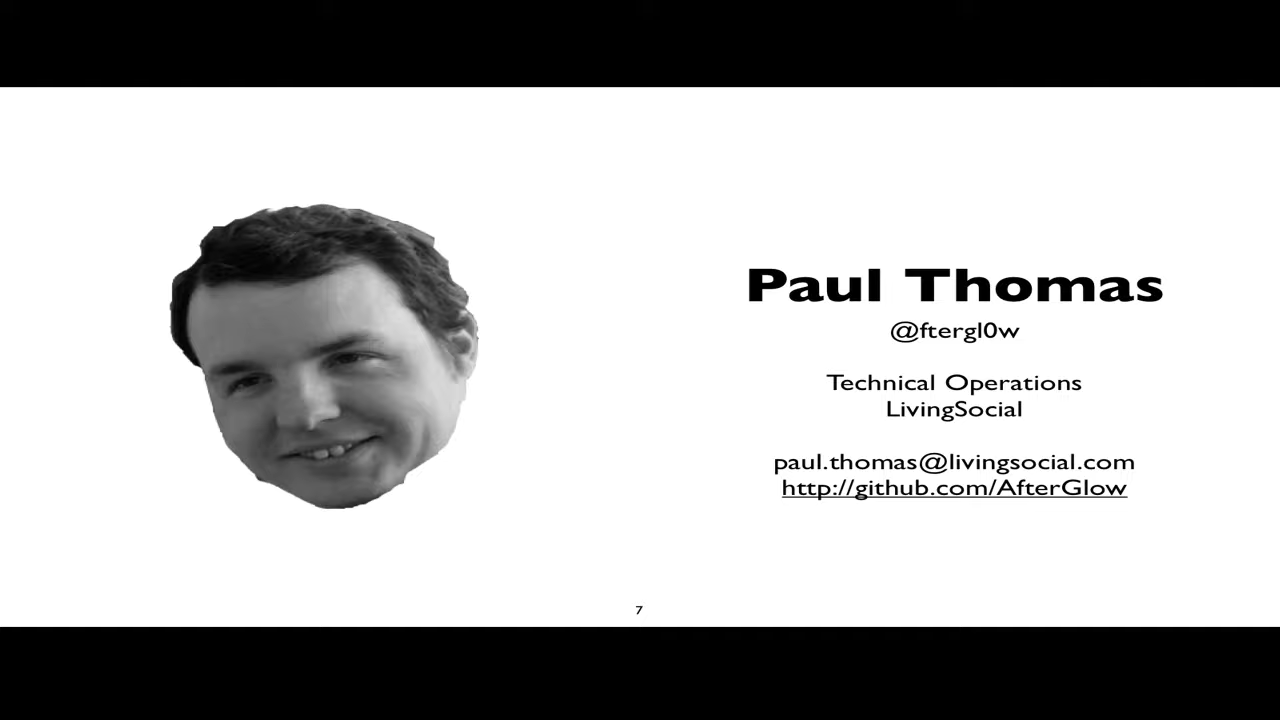 Paul Thomas
@ftergl0w
Technical Operations
LivingSocial
paul.thomas@livingsocial.com
http://github.com/AfterGlow
7